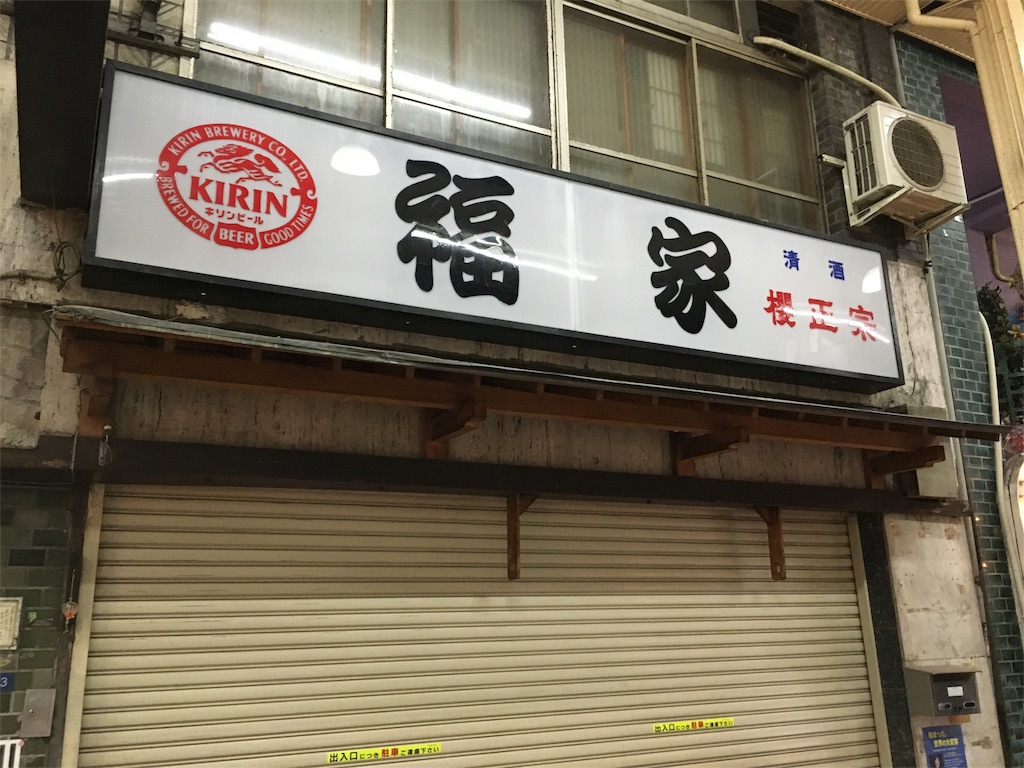 KIRIN BREWERY CO., LTD.
KIRIN
キリンビール
BREWED FOR GOOD TIMES
BEER
福家
清酒
櫻正宗
出入口につき駐車ご遠慮下さい
出入口につき駐車ご遠慮下さい
3